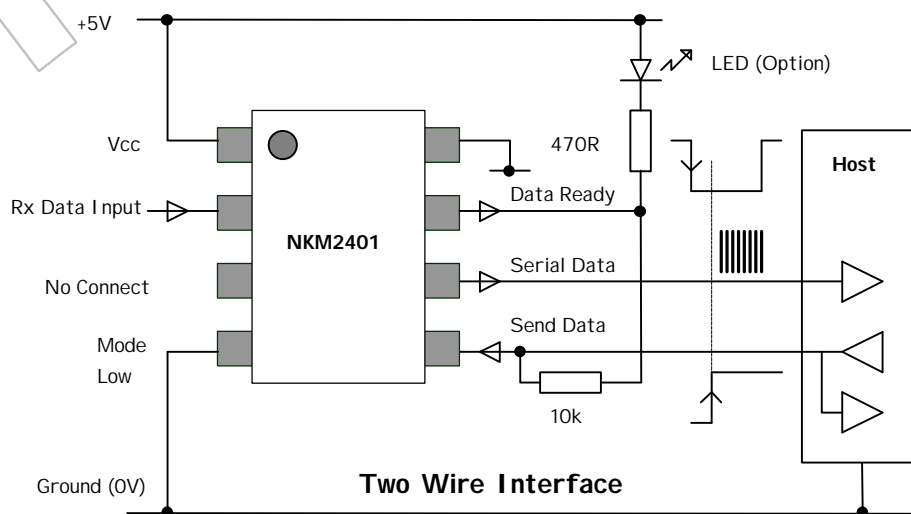 +5V
LED (Option)
Vcc
470R
Host
Rx Data Input
Data Ready
NKM2401
No Connect
Serial Data
Mode
Low
Send Data
10k
Ground (0V)
Two Wire Interface